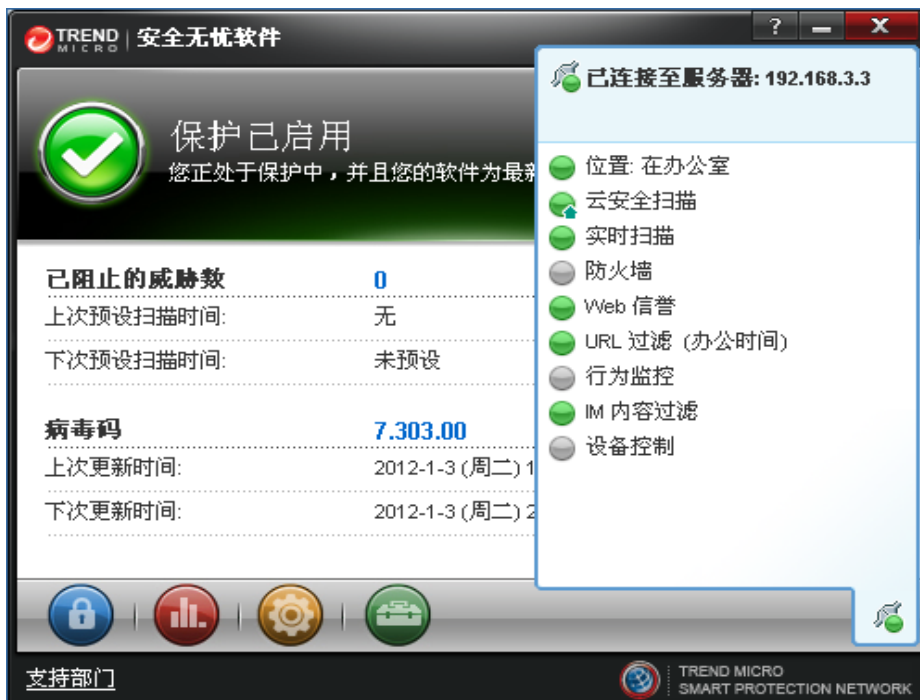 TREND MICRO 安全无忧软件
?
保护已启用
您正处于保护中，并且您的软件为最新
已阻止的威胁数 0
上次预设扫描时间: 无
下次预设扫描时间: 未预设
病毒码 7.303.00
上次更新时间: 2012-1-3 (周二) 1
下次更新时间: 2012-1-3 (周二) 2
已连接至服务器: 192.168.3.3
位置: 在办公室
云安全扫描
实时扫描
防火墙
Web 信誉
URL 过滤 (办公时间)
行为监控
IM 内容过滤
设备控制
支持部门
TREND MICRO
SMART PROTECTION NETWORK